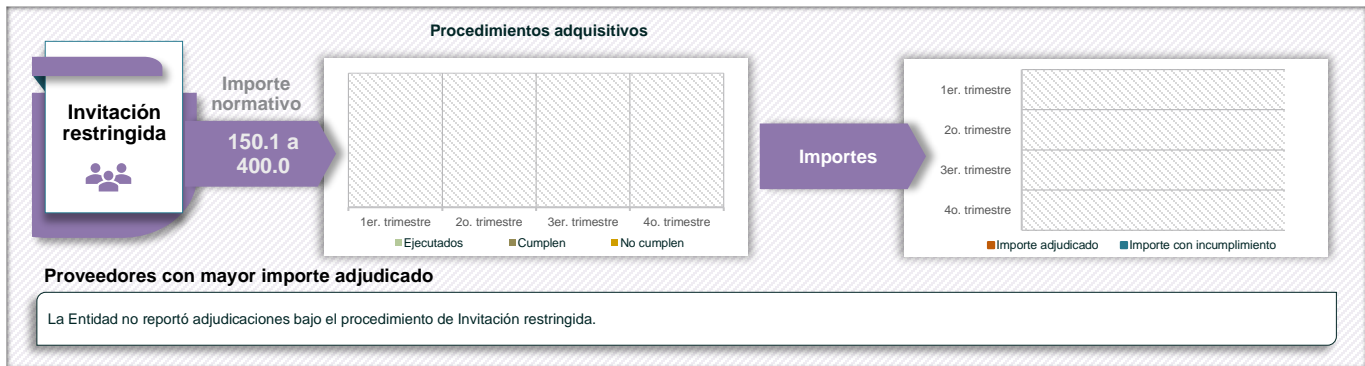 Procedimientos adquisitivos
Invitación
restringida
Importe
normativo
150.1 a
400.0
1er. trimestre 2o. trimestre 3er. trimestre 4o. trimestre
Ejecutados Cumplen No cumplen
Importes
1er. trimestre
2o. trimestre
3er. trimestre
4o. trimestre
Importe adjudicado Importe con incumplimiento
Proveedores con mayor importe adjudicado
La Entidad no reportó adjudicaciones bajo el procedimiento de Invitación restringida.